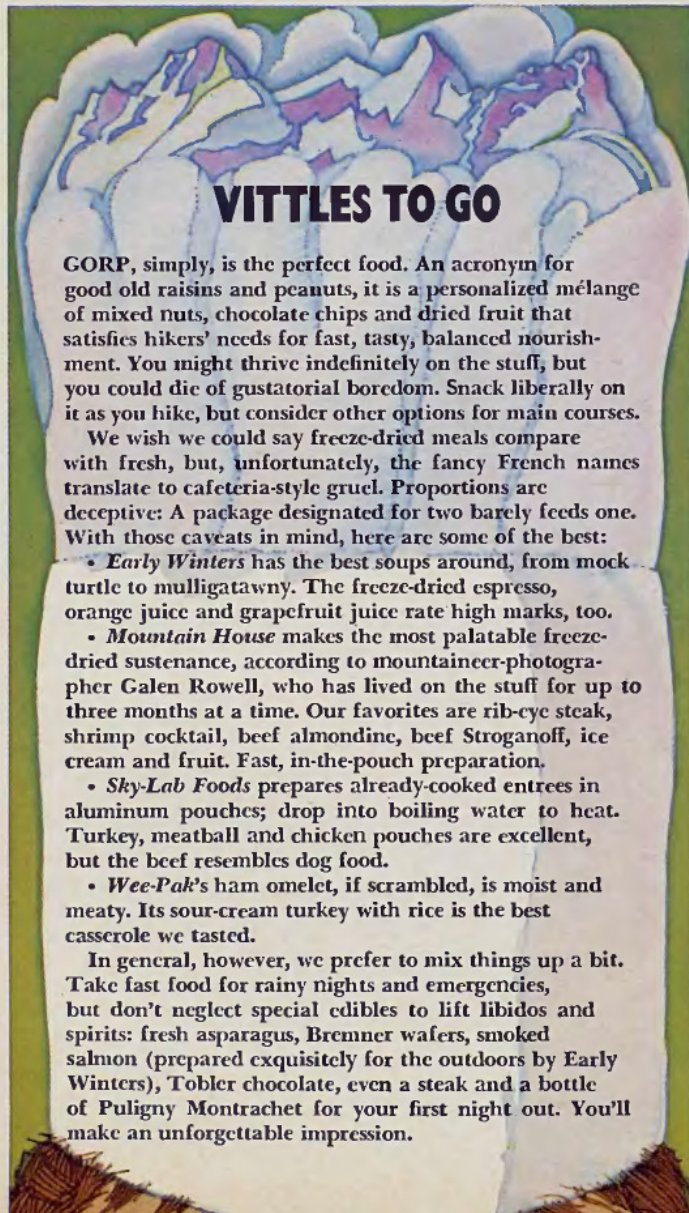 VITTLES TO GO
GORP, simply, is the perfect food. An acronym for
good old raisins and peanuts, it is a personalized mélange
of mixed nuts, chocolate chips and dried fruit that
satisfies hikers' needs for fast, tasty, balanced nourish-
ment. You might thrive indefinitely on the stuff, but
you could die of gustatorial boredom. Snack liberally on
it as you hike, but consider other options for main courses.
We wish we could say freeze-dried meals compare
with fresh, but, unfortunately, the fancy French names
translate to cafeteria-style gruel. Proportions are
deceptive: A package designated for two barely feeds one.
With those caveats in mind, here are some of the best:
• Early Winters has the best soups around, from mock
turtle to mulligatawny. The freeze-dried espresso,
orange juice and grapefruit juice rate high marks, too.
• Mountain House makes the most palatable freeze-
dried sustenance, according to mountaineer-photogra-
pher Galen Rowell, who has lived on the stuff for up to
three months at a time. Our favorites are rib-eye steak,
shrimp cocktail, beef almondine, beef Stroganoff, ice
cream and fruit. Fast, in-the-pouch preparation.
• Sky-Lab Foods prepares already-cooked entrees in
aluminum pouches; drop into boiling water to heat.
Turkey, meatball and chicken pouches are excellent,
but the beef resembles dog food.
• Wee-Pak's ham omelet, if scrambled, is moist and
meaty. Its sour-cream turkey with rice is the best
casserole we tasted.
In general, however, we prefer to mix things up a bit.
Take fast food for rainy nights and emergencies,
but don't neglect special edibles to lift libidos and
spirits: fresh asparagus, Bremner wafers, smoked
salmon (prepared exquisitely for the outdoors by Early
Winters), Tobler chocolate, even a steak and a bottle
of Puligny Montrachet for your first night out. You'll
make an unforgettable impression.